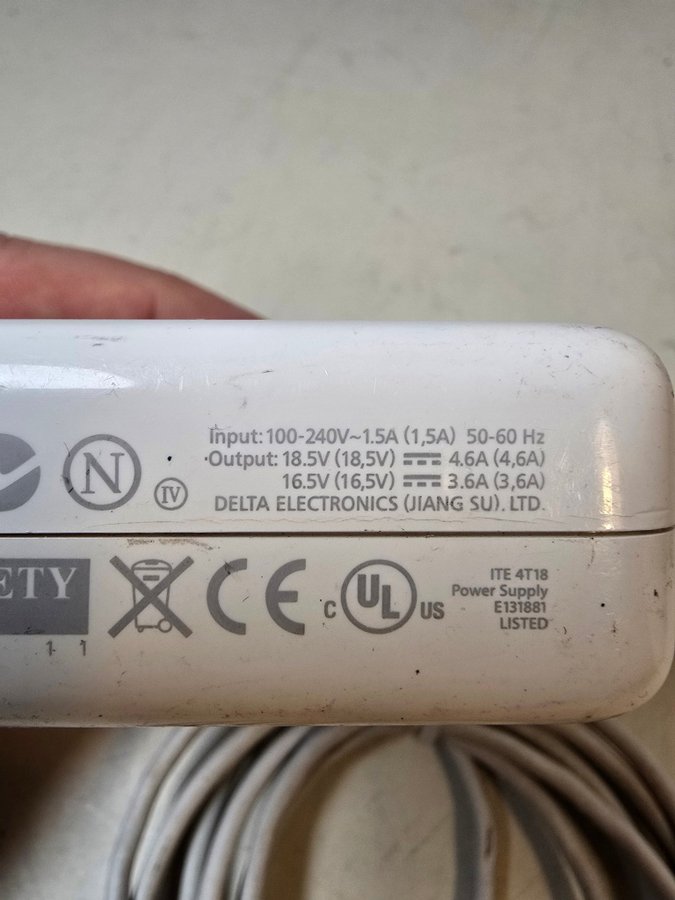 Input: 100-240V~1.5A (1,5A) 50-60 Hz
Output: 18.5V (18,5V) ⎓ 4.6A (4,6A)
16.5V (16,5V) ⎓ 3.6A (3,6A)
DELTA ELECTRONICS (JIANG SU). LTD.
N
IV
ETY
1 1
CE
C UL US
ITE 4T18
Power Supply
E131881
LISTED